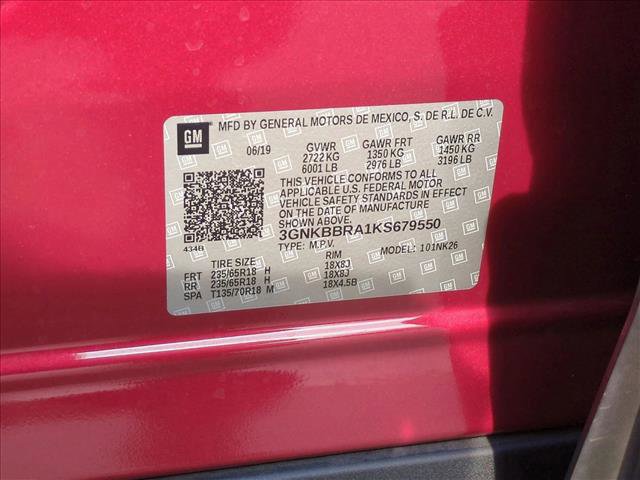 GM
MFD BY GENERAL MOTORS DE MEXICO, S. DE R.L. DE C.V.
06/19 GVWR GAWR FRT GAWR RR
2722 KG 1350 KG 1450 KG
6001 LB 2976 LB 3196 LB
THIS VEHICLE CONFORMS TO ALL
APPLICABLE U.S. FEDERAL MOTOR
VEHICLE SAFETY STANDARDS IN EFFECT
ON THE DATE OF MANUFACTURE
SHOWN ABOVE.
3GNKBBRA1KS679550
434B
TYPE: M.P.V. MODEL: 101NK26
TIRE SIZE RIM
FRT 235/65R18 H 18X8J
RR 235/65R18 H 18X8J
SPA T135/70R18 M 18X4.5B